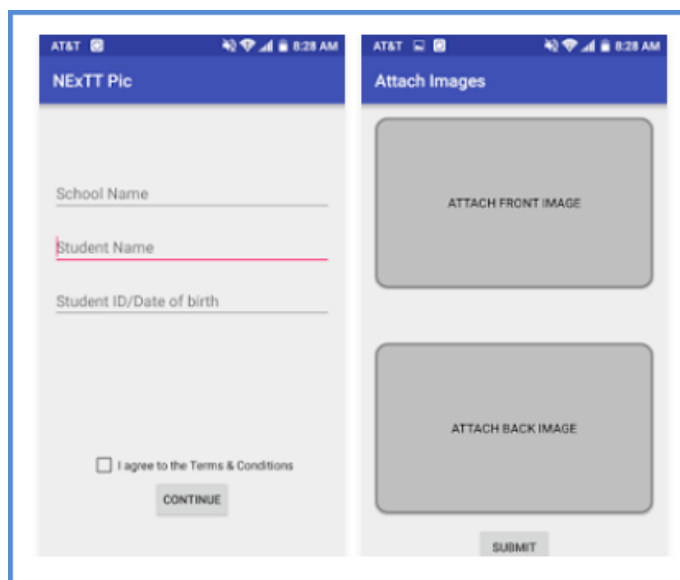 AT&T 8:28 AM
NExTT Pic
School Name
Student Name
Student ID/Date of birth
I agree to the Terms & Conditions
CONTINUE
AT&T 8:28 AM
Attach Images
ATTACH FRONT IMAGE
ATTACH BACK IMAGE
SUBMIT